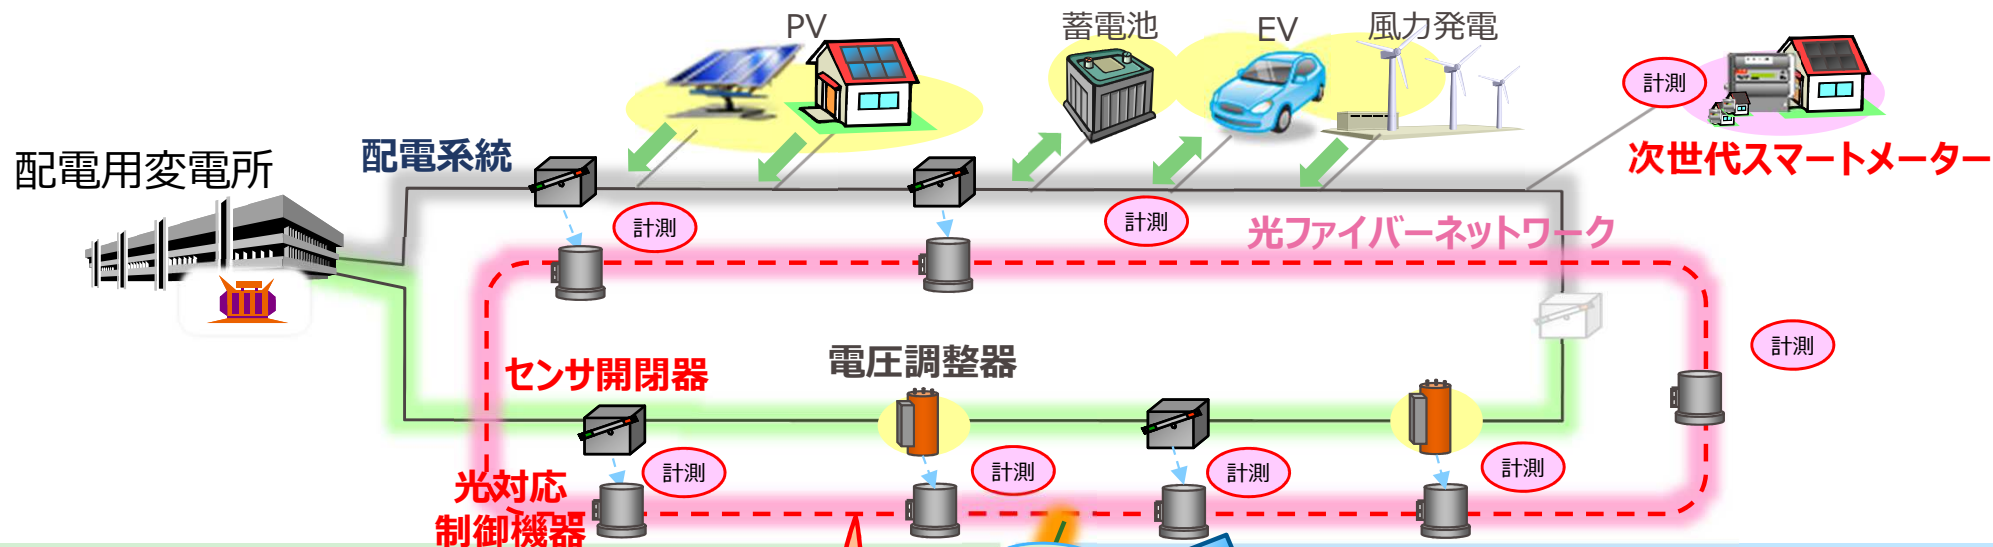 PV
蓄電池
EV
風力発電
計測
配電系統
配電用変電所
次世代スマートメーター
計測
計測
光ファイバーネットワーク
計測
センサ開閉器
電圧調整器
計測
計測
計測
計測
光対応
制御機器